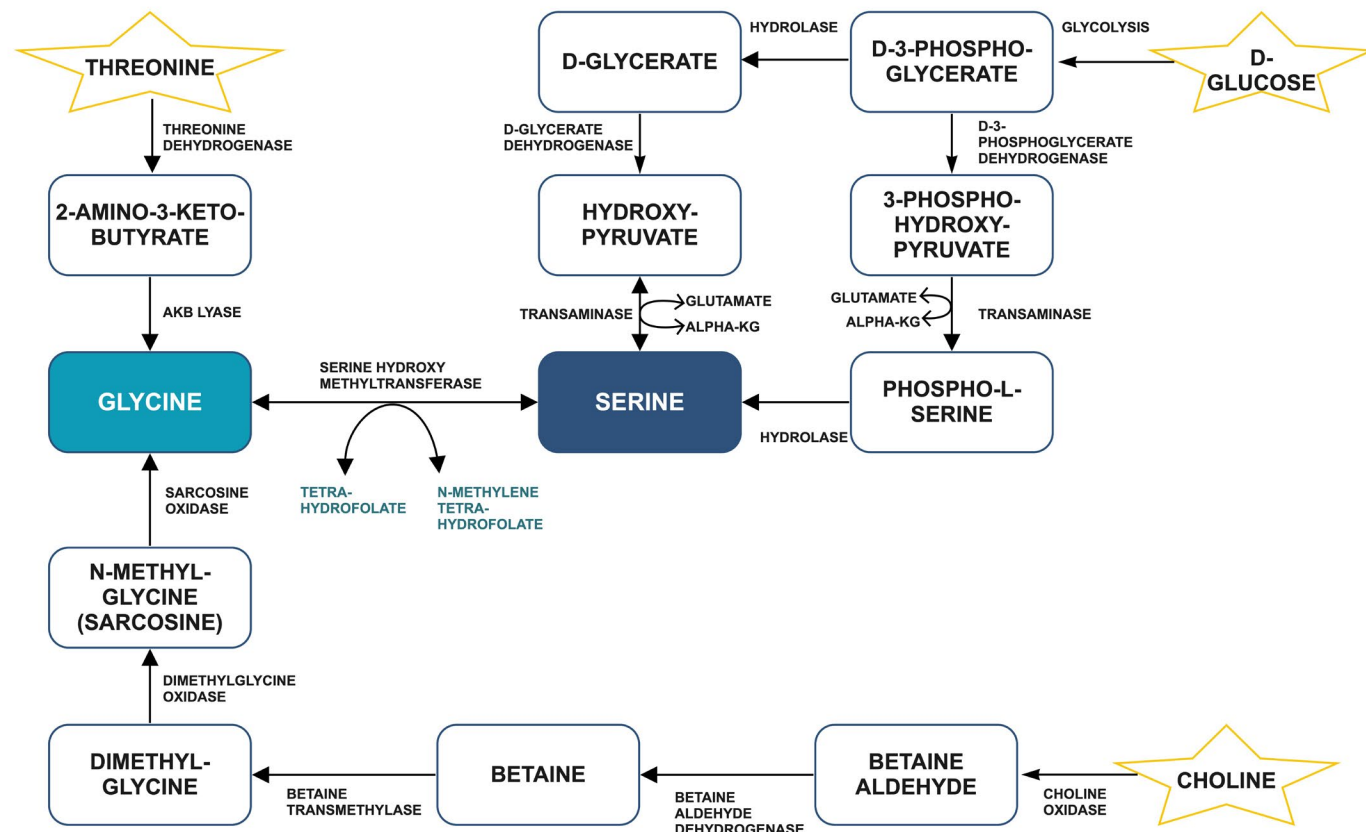 THREONINE
THREONINE
DEHYDROGENASE
2-AMINO-3-KETO-
BUTYRATE
AKB LYASE
GLYCINE
SARCOSINE
OXIDASE
N-METHYL-
GLYCINE
(SARCOSINE)
DIMETHYLGLYCINE
OXIDASE
DIMETHYL-
GLYCINE
SERINE HYDROXY
METHYLTRANSFERASE
TETRA-
HYDROFOLATE
N-METHYLENE
TETRA-
HYDROFOLATE
D-GLYCERATE
HYDROLASE
D-3-PHOSPHO-
GLYCERATE
GLYCOLYSIS
D-
GLUCOSE
D-GLYCERATE
DEHYDROGENASE
D-3-
PHOSPHOGLYCERATE
DEHYDROGENASE
HYDROXY-
PYRUVATE
3-PHOSPHO-
HYDROXY-
PYRUVATE
TRANSAMINASE
GLUTAMATE
ALPHA-KG
GLUTAMATE
ALPHA-KG
TRANSAMINASE
SERINE
HYDROLASE
PHOSPHO-L-
SERINE
BETAINE
TRANSMETHYLASE
BETAINE
BETAINE
ALDEHYDE
DEHYDROGENASE
BETAINE
ALDEHYDE
CHOLINE
OXIDASE
CHOLINE